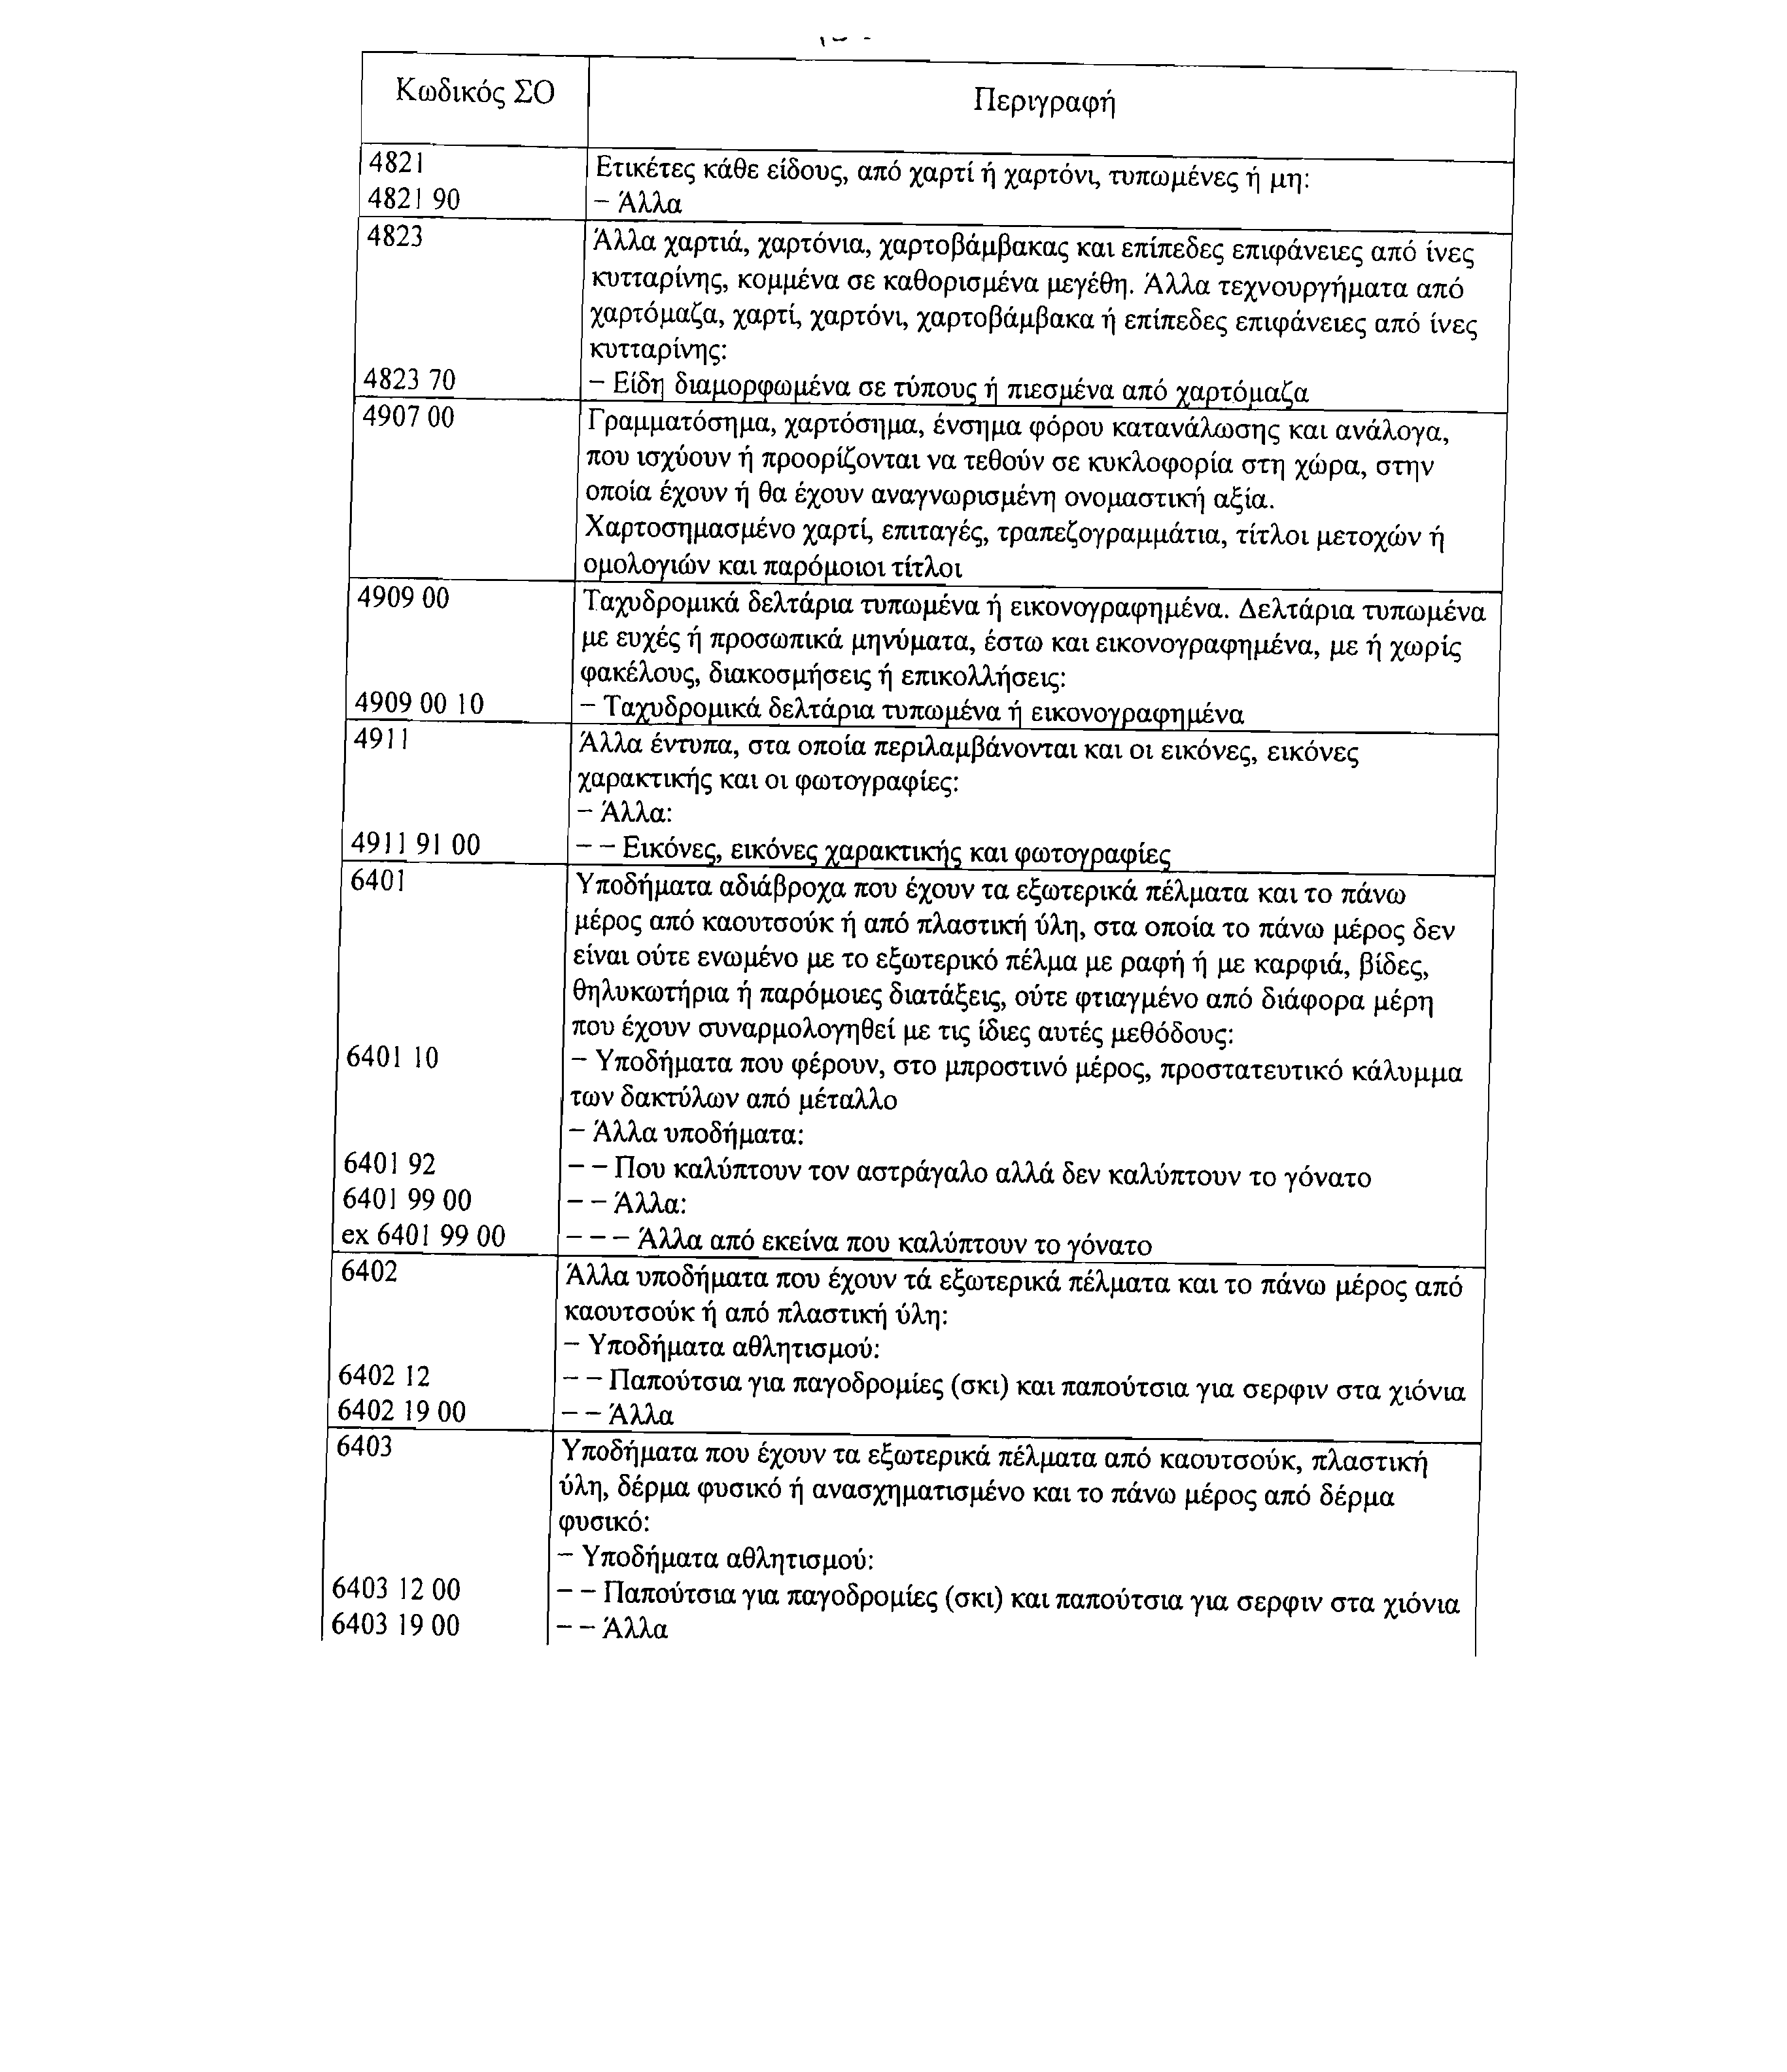 Κωδικός ΣΟ Περιγραφή
4821 Ετικέτες κάθε είδους, από χαρτί ή χαρτόνι, τυπωμένες ή μη:
4821 90 – Άλλα
4823 Άλλα χαρτιά, χαρτόνια, χαρτοβάμβακας και επίπεδες επιφάνειες από ίνες
κυτταρίνης, κομμένα σε καθορισμένα μεγέθη. Άλλα τεχνουργήματα από
χαρτόμαζα, χαρτί, χαρτόνι, χαρτοβάμβακα ή επίπεδες επιφάνειες από ίνες
κυτταρίνης:
4823 70 – Είδη διαμορφωμένα σε τύπους ή πιεσμένα από χαρτόμαζα
4907 00 Γραμματόσημα, χαρτόσημα, ένσημα φόρου κατανάλωσης και ανάλογα,
που ισχύουν ή προορίζονται να τεθούν σε κυκλοφορία στη χώρα, στην
οποία έχουν ή θα έχουν αναγνωρισμένη ονομαστική αξία.
Χαρτοσημασμένο χαρτί, επιταγές, τραπεζογραμμάτια, τίτλοι μετοχών ή
ομολογιών και παρόμοιοι τίτλοι
4909 00 Ταχυδρομικά δελτάρια τυπωμένα ή εικονογραφημένα. Δελτάρια τυπωμένα
με ευχές ή προσωπικά μηνύματα, έστω και εικονογραφημένα, με ή χωρίς
φακέλους, διακοσμήσεις ή επικολλήσεις:
4909 00 10 – Ταχυδρομικά δελτάρια τυπωμένα ή εικονογραφημένα
4911 Άλλα έντυπα, στα οποία περιλαμβάνονται και οι εικόνες, εικόνες
χαρακτικής και οι φωτογραφίες:
– Άλλα:
4911 91 00 – – Εικόνες, εικόνες χαρακτικής και φωτογραφίες
6401 Υποδήματα αδιάβροχα που έχουν τα εξωτερικά πέλματα και το πάνω
μέρος από καουτσούκ ή από πλαστική ύλη, στα οποία το πάνω μέρος δεν
είναι ούτε ενωμένο με το εξωτερικό πέλμα με ραφή ή με καρφιά, βίδες,
θηλυκωτήρια ή παρόμοιες διατάξεις, ούτε φτιαγμένο από διάφορα μέρη
που έχουν συναρμολογηθεί με τις ίδιες αυτές μεθόδους:
6401 10 – Υποδήματα που φέρουν, στο μπροστινό μέρος, προστατευτικό κάλυμμα
των δακτύλων από μέταλλο
– Άλλα υποδήματα:
6401 92 – – Που καλύπτουν τον αστράγαλο αλλά δεν καλύπτουν το γόνατο
6401 99 00 – – Άλλα:
ex 6401 99 00 – – – Άλλα από εκείνα που καλύπτουν το γόνατο
6402 Άλλα υποδήματα που έχουν τά εξωτερικά πέλματα και το πάνω μέρος από
καουτσούκ ή από πλαστική ύλη:
– Υποδήματα αθλητισμού:
6402 12 – – Παπούτσια για παγοδρομίες (σκι) και παπούτσια για σερφιν στα χιόνια
6402 19 00 – – Άλλα
6403 Υποδήματα που έχουν τα εξωτερικά πέλματα από καουτσούκ, πλαστική
ύλη, δέρμα φυσικό ή ανασχηματισμένο και το πάνω μέρος από δέρμα
φυσικό:
– Υποδήματα αθλητισμού:
6403 12 00 – – Παπούτσια για παγοδρομίες (σκι) και παπούτσια για σερφιν στα χιόνια
6403 19 00 – – Άλλα